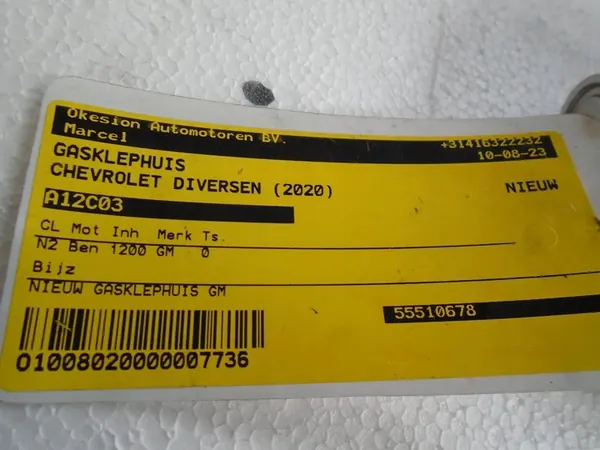 Okesion Automotoren BV.
Marcel
+31416322232
10-08-23
GASKLEPHUIS
CHEVROLET DIVERSEN (2020)
NIEUW
A12C03
CL Mot Inh Merk Ts.
N2 Ben 1200 GM 0
Bijz
NIEUW GASKLEPHUIS GM
55510678
01008020000007736